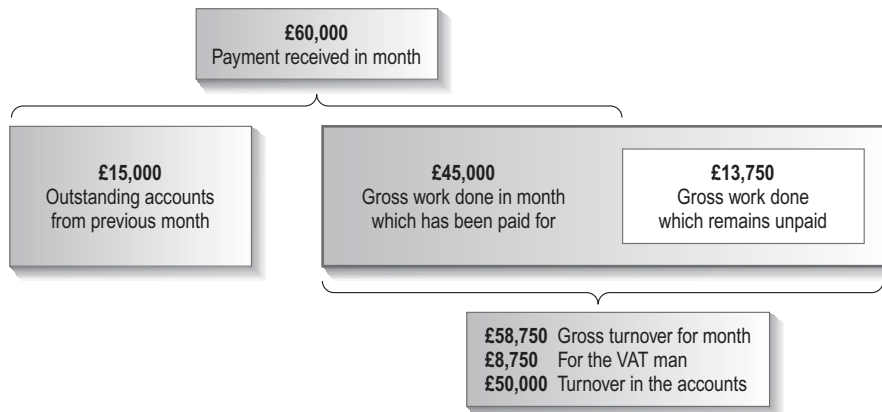 £60,000
Payment received in month
£15,000
Outstanding accounts
from previous month
£45,000
Gross work done in month
which has been paid for
£13,750
Gross work done
which remains unpaid
£58,750 Gross turnover for month
£8,750 For the VAT man
£50,000 Turnover in the accounts